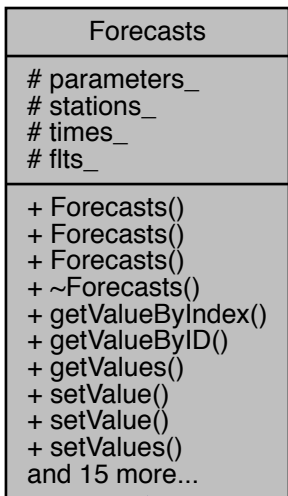 Forecasts
# parameters_
# stations_
# times_
# flts_
+ Forecasts()
+ Forecasts()
+ Forecasts()
+ ~Forecasts()
+ getValueByIndex()
+ getValueByID()
+ getValues()
+ setValue()
+ setValue()
+ setValues()
and 15 more...